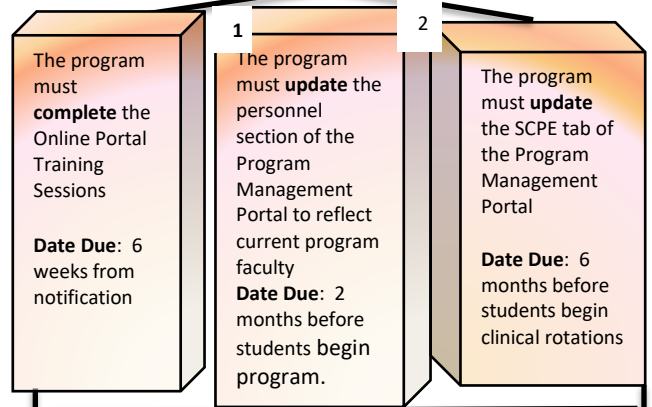 The program
must
complete the
Online Portal
Training
Sessions
Date Due: 6
weeks from
notification
1
The program
must update the
personnel
section of the
Program
Management
Portal to reflect
current program
faculty
Date Due: 2
months before
students begin
program.
2
The program
must update
the SCPE tab of
the Program
Management
Portal
Date Due: 6
months before
students begin
clinical rotations